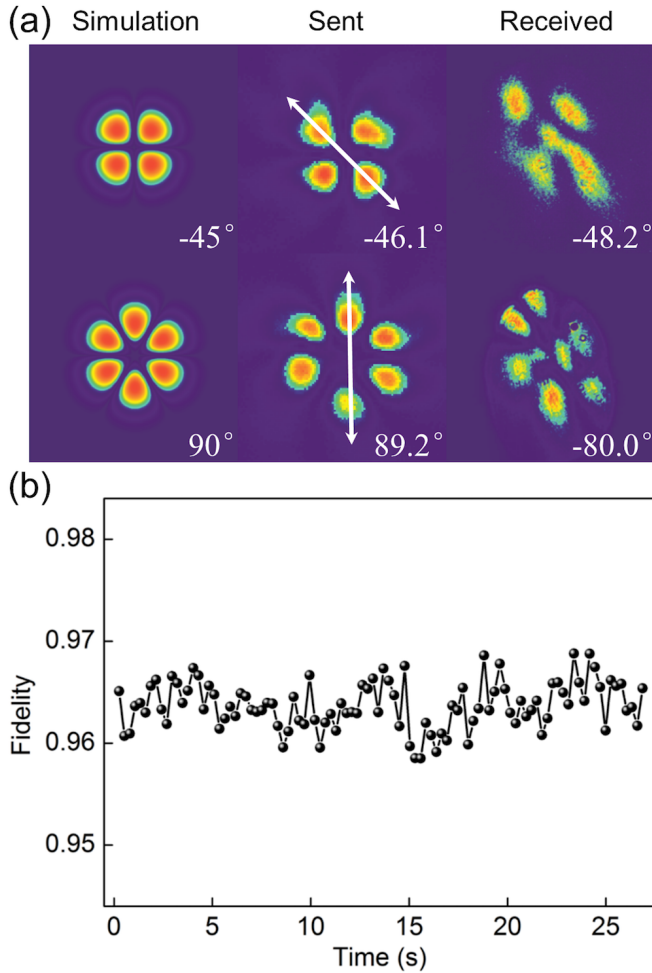 (a)
Simulation Sent Received
-45° -46.1° -48.2°
90° 89.2° -80.0°
(b)
0.98
0.97
0.96
0.95
Fidelity
0 5 10 15 20 25
Time (s)